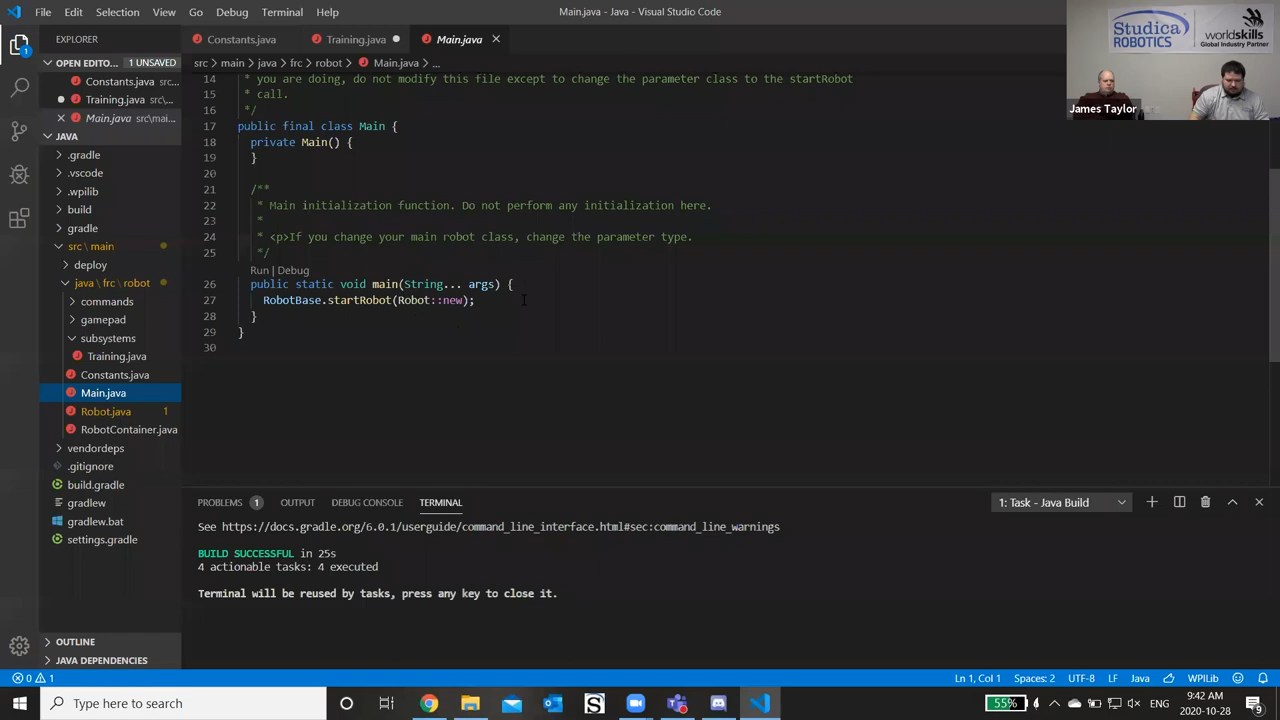 File Edit Selection View Go Debug Terminal Help
Main.java - Java - Visual Studio Code
EXPLORER
OPEN EDITO... 1 UNSAVED
Constants.java src\m...
Training.java src\...
Main.java src\mai...
JAVA
.gradle
.vscode
.wpilib
build
gradle
src \ main
deploy
java \ frc \ robot
commands
gamepad
subsystems
Training.java
Constants.java
Main.java
Robot.java 1
RobotContainer.java
vendordeps
.gitignore
build.gradle
gradlew
gradlew.bat
settings.gradle
OUTLINE
JAVA DEPENDENCIES
Constants.java Training.java Main.java
src > main > java > frc > robot > Main.java > ...
14 * you are doing, do not modify this file except to change the parameter class to the startRobot
15 * call.
16 */
17 public final class Main {
18 private Main() {
19 }
20
21 /**
22 * Main initialization function. Do not perform any initialization here.
23 *
24 * <p>If you change your main robot class, change the parameter type.
25 */
Run | Debug
26 public static void main(String... args) {
27 RobotBase.startRobot(Robot::new);
28 }
29 }
30
PROBLEMS 1 OUTPUT DEBUG CONSOLE TERMINAL 1: Task - Java Build
See https://docs.gradle.org/6.0.1/userguide/command_line_interface.html#sec:command_line_warnings
BUILD SUCCESSFUL in 25s
4 actionable tasks: 4 executed
Terminal will be reused by tasks, press any key to close it.
Studica
ROBOTICS
worldskills
Global Industry Partner
James Taylor
0 1 Ln 1, Col 1 Spaces: 2 UTF-8 LF Java WPILib
Type here to search
55%
9:42 AM
2020-10-28
9